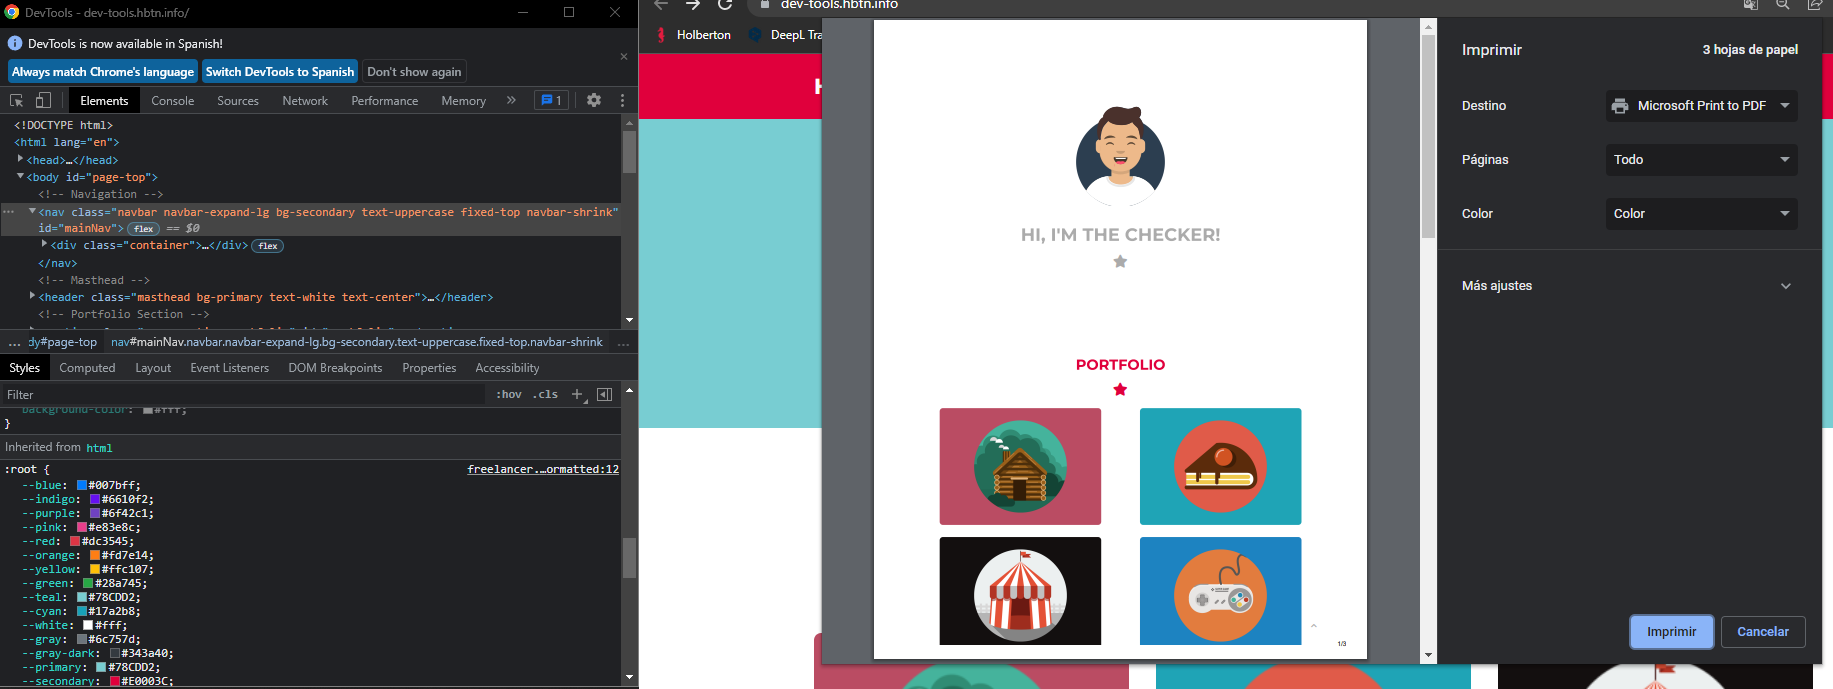 DevTools - dev-tools.hbtn.info/
DevTools is now available in Spanish!
Always match Chrome's language
Switch DevTools to Spanish
Don't show again
Elements
Console
Sources
Network
Performance
Memory
»
1
<!DOCTYPE html>
<html lang="en">
<head>…</head>
<body id="page-top">
<!-- Navigation -->
<nav class="navbar navbar-expand-lg bg-secondary text-uppercase fixed-top navbar-shrink"
id="mainNav"> flex == $0
<div class="container">…</div> flex
</nav>
<!-- Masthead -->
<header class="masthead bg-primary text-white text-center">…</header>
<!-- Portfolio Section -->
... dy#page-top nav#mainNav.navbar.navbar-expand-lg.bg-secondary.text-uppercase.fixed-top.navbar-shrink ...
Styles
Computed
Layout
Event Listeners
DOM Breakpoints
Properties
Accessibility
Filter
:hov .cls +
background-color: #fff;
}
Inherited from html
:root { freelancer.…ormatted:12
--blue: #007bff;
--indigo: #6610f2;
--purple: #6f42c1;
--pink: #e83e8c;
--red: #dc3545;
--orange: #fd7e14;
--yellow: #ffc107;
--green: #28a745;
--teal: #78CDD2;
--cyan: #17a2b8;
--white: #fff;
--gray: #6c757d;
--gray-dark: #343a40;
--primary: #78CDD2;
--secondary: #E0003C;
dev-tools.hbtn.info
Holberton
DeepL Tra
HI, I'M THE CHECKER!
PORTFOLIO
1/3
Imprimir
3 hojas de papel
Destino
Microsoft Print to PDF
Páginas
Todo
Color
Color
Más ajustes
Imprimir
Cancelar